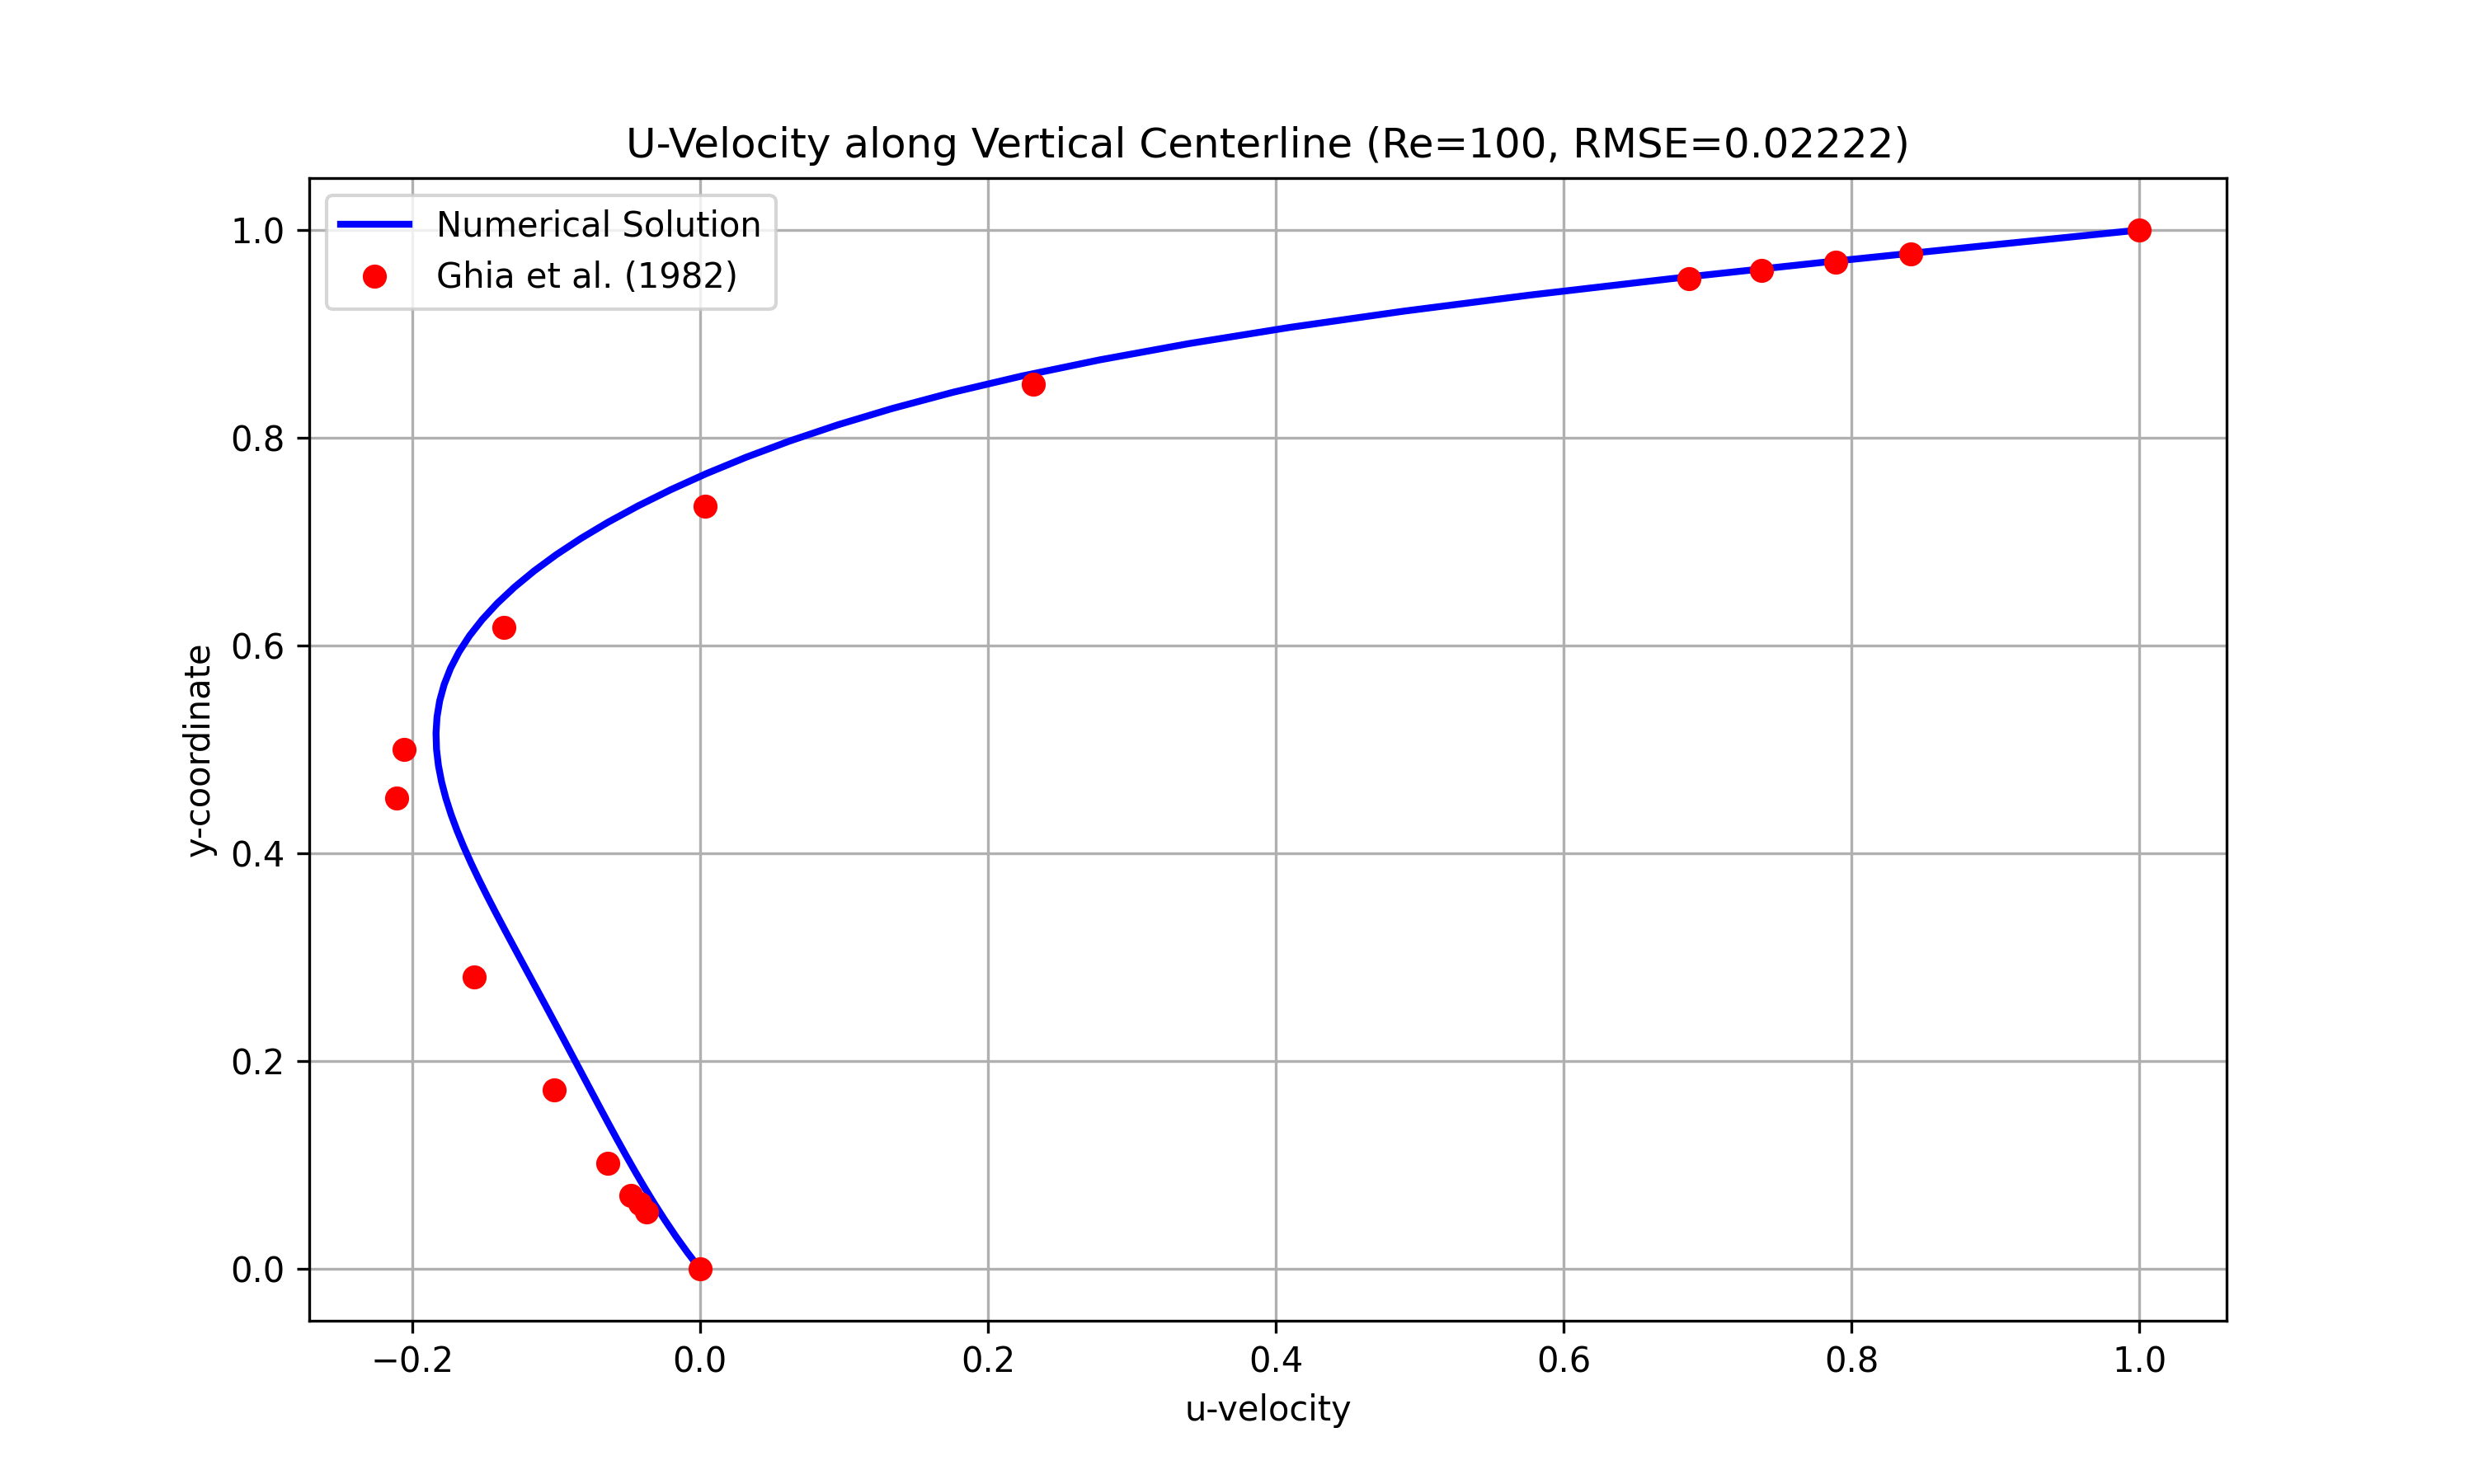 U-Velocity along Vertical Centerline (Re=100, RMSE=0.02222)
Numerical Solution
Ghia et al. (1982)
1.0
0.8
0.6
0.4
0.2
0.0
y-coordinate
−0.2 0.0 0.2 0.4 0.6 0.8 1.0
u-velocity